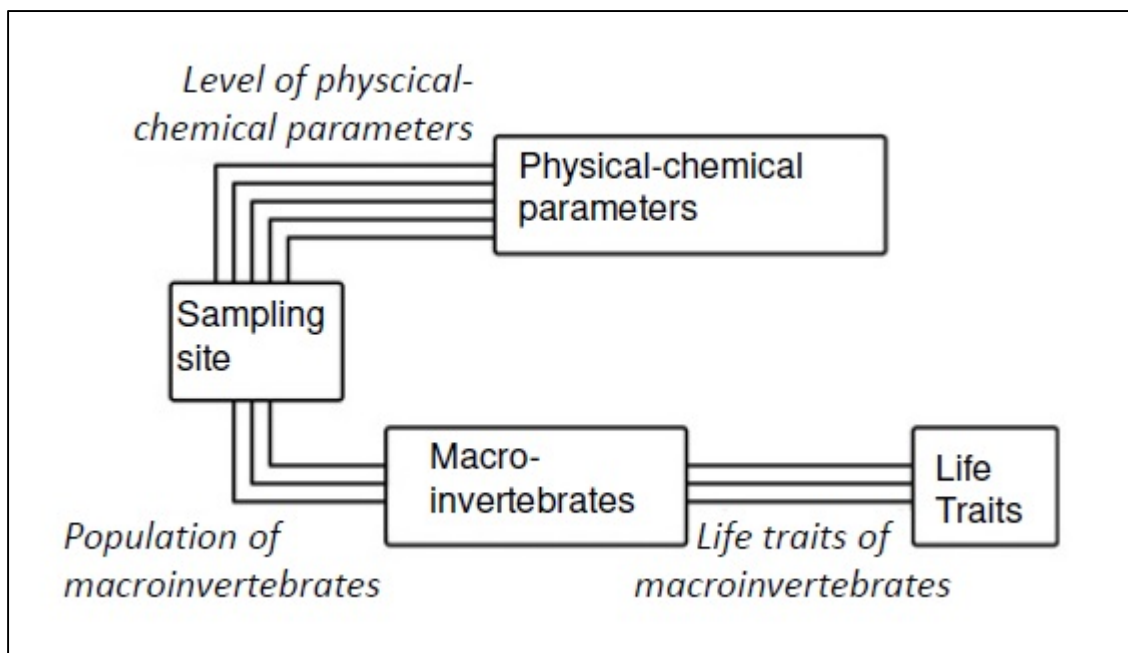 Level of physcical-
chemical parameters
Physical-chemical
parameters
Sampling
site
Macro-
invertebrates
Life
Traits
Population of
macroinvertebrates
Life traits of
macroinvertebrates